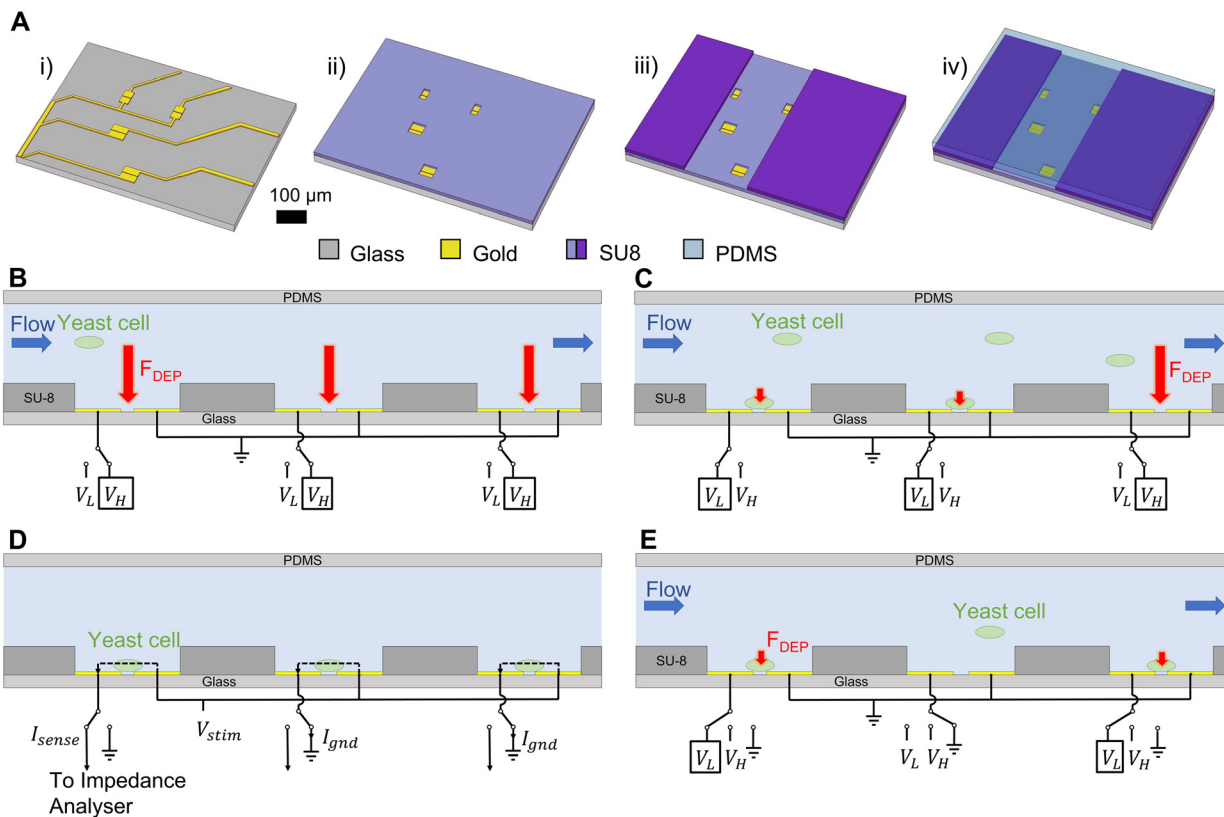 A
i)
ii)
iii)
iv)
100 µm
Glass
Gold
SU8
PDMS
B
PDMS
Flow
Yeast cell
F_DEP
SU-8
Glass
V_L
V_H
V_L
V_H
V_L
V_H
C
PDMS
Flow
Yeast cell
F_DEP
SU-8
Glass
V_L
V_H
V_L
V_H
V_L
V_H
D
PDMS
Yeast cell
Glass
I_sense
V_stim
I_gnd
I_gnd
To Impedance
Analyser
E
PDMS
Flow
Yeast cell
F_DEP
SU-8
Glass
V_L
V_H
V_L
V_H
V_L
V_H